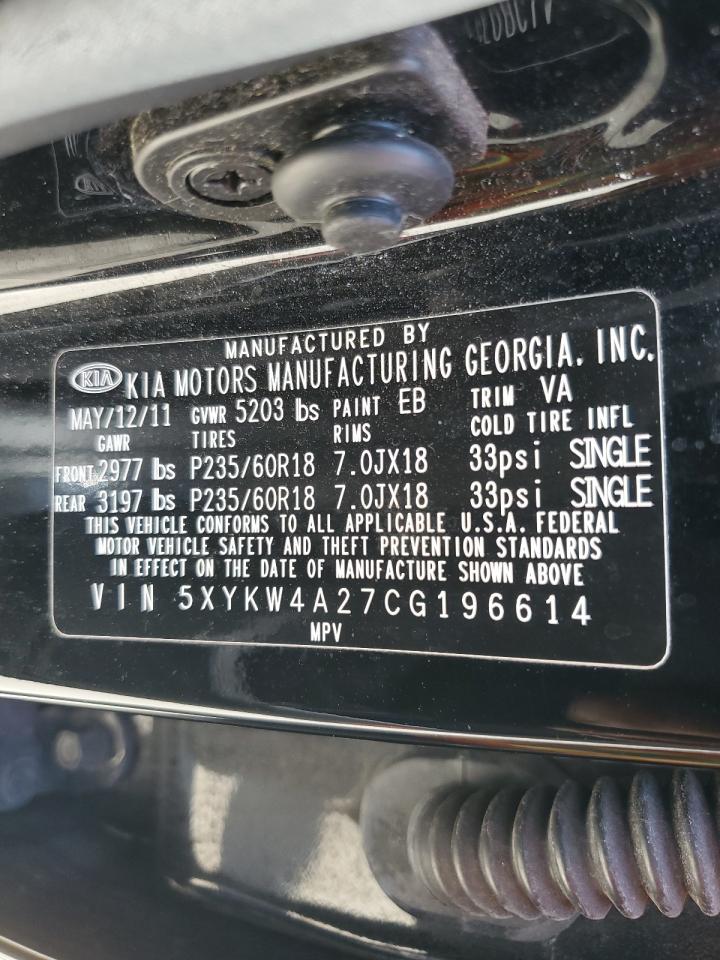 MANUFACTURED BY
KIA KIA MOTORS MANUFACTURING GEORGIA, INC.
MAY/12/11 GVWR 5203 lbs PAINT EB TRIM VA
GAWR TIRES RIMS COLD TIRE INFL
FRONT 2977 lbs P235/60R18 7.0JX18 33psi SINGLE
REAR 3197 lbs P235/60R18 7.0JX18 33psi SINGLE
THIS VEHICLE CONFORMS TO ALL APPLICABLE U.S.A. FEDERAL
MOTOR VEHICLE SAFETY AND THEFT PREVENTION STANDARDS
IN EFFECT ON THE DATE OF MANUFACTURE SHOWN ABOVE
VIN 5XYKW4A27CG196614
MPV